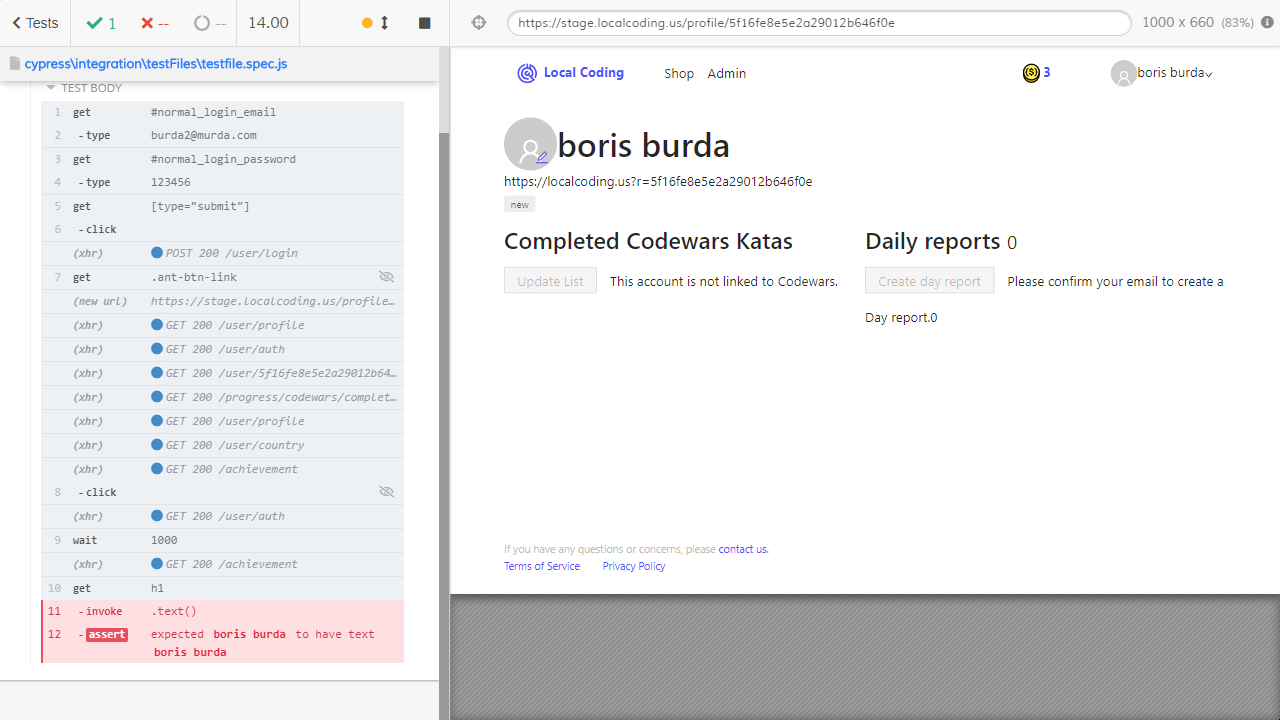 Tests
1
--
--
14.00
cypress\integration\testFiles\testfile.spec.js
TEST BODY
1 get #normal_login_email
2 -type burda2@murda.com
3 get #normal_login_password
4 -type 123456
5 get [type="submit"]
6 -click
(xhr) POST 200 /user/login
7 get .ant-btn-link
(new url) https://stage.localcoding.us/profile…
(xhr) GET 200 /user/profile
(xhr) GET 200 /user/auth
(xhr) GET 200 /user/5f16fe8e5e2a29012b64…
(xhr) GET 200 /progress/codewars/complet…
(xhr) GET 200 /user/profile
(xhr) GET 200 /user/country
(xhr) GET 200 /achievement
8 -click
(xhr) GET 200 /user/auth
9 wait 1000
(xhr) GET 200 /achievement
10 get h1
11 -invoke .text()
12 -assert expected boris burda to have text
boris burda
https://stage.localcoding.us/profile/5f16fe8e5e2a29012b646f0e
1000 x 660 (83%)
Local Coding
Shop
Admin
3
boris burda
boris burda
https://localcoding.us?r=5f16fe8e5e2a29012b646f0e
new
Completed Codewars Katas
Update List
This account is not linked to Codewars.
Daily reports 0
Create day report
Please confirm your email to create a
Day report.0
If you have any questions or concerns, please contact us.
Terms of Service
Privacy Policy